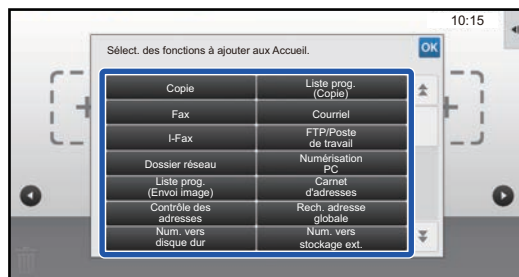 10:15
Sélect. des fonctions à ajouter aux Accueil.
OK
Copie
Liste prog.
(Copie)
Fax
Courriel
I-Fax
FTP/Poste
de travail
Dossier réseau
Numérisation
PC
Liste prog.
(Envoi image)
Carnet
d'adresses
Contrôle des
adresses
Rech. adresse
globale
Num. vers
disque dur
Num. vers
stockage ext.